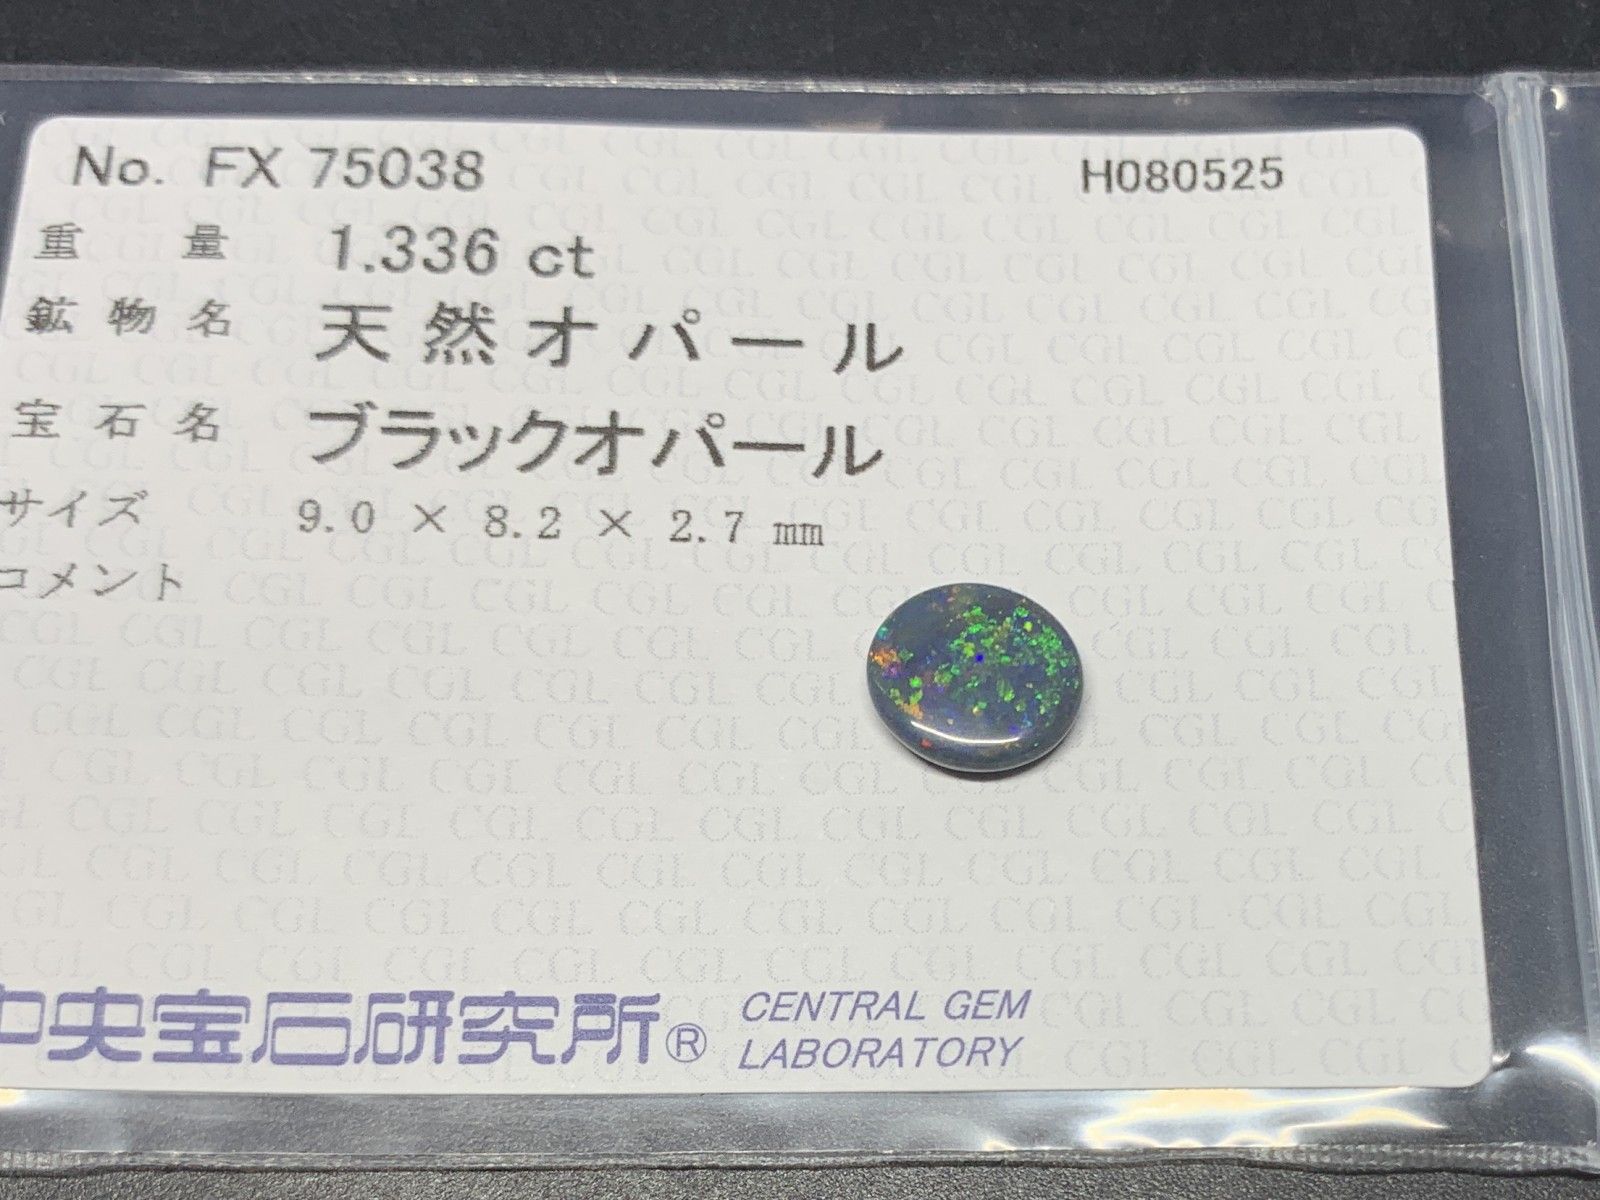 No. FX 75038 H080525
重量 1.336 ct
鉱物名 天然オパール
宝石名 ブラックオパール
サイズ 9.0 × 8.2 × 2.7 mm
コメント
中央宝石研究所® CENTRAL GEM
LABORATORY